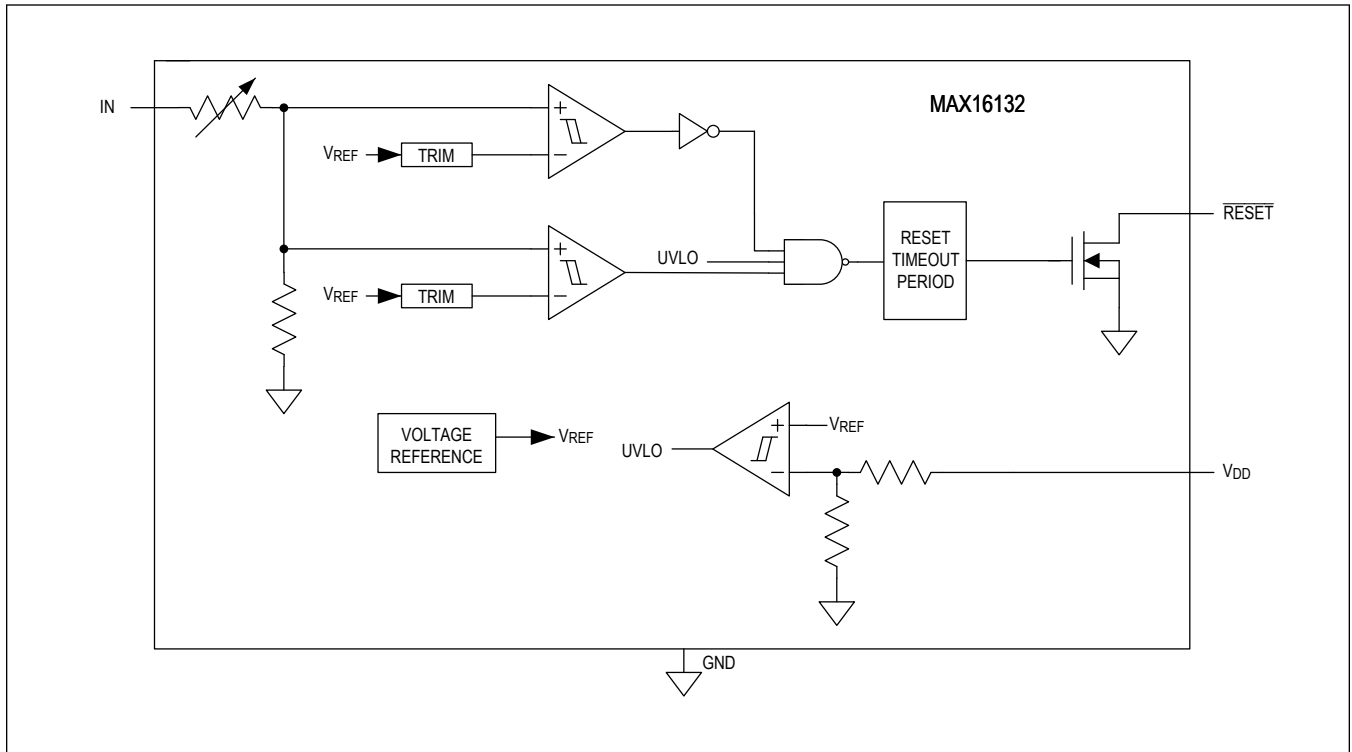 MAX16132
IN
+
VREF
TRIM
−
RESET
UVLO
RESET
TIMEOUT
PERIOD
+
VREF
TRIM
−
VOLTAGE
REFERENCE
VREF
UVLO
+
VREF
−
VDD
GND